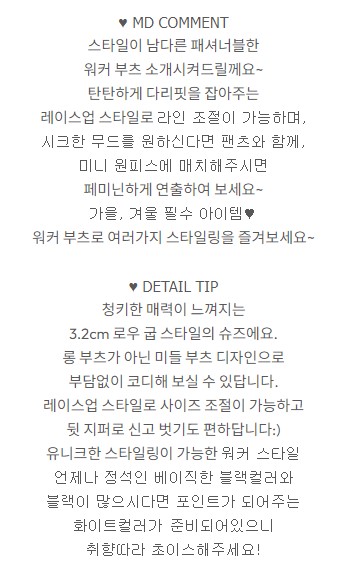 ♥ MD COMMENT
스타일이 남다른 패셔너블한
워커 부츠 소개시켜드릴께요~
탄탄하게 다리핏을 잡아주는
레이스업 스타일로 라인 조절이 가능하며,
시크한 무드를 원하신다면 팬츠와 함께,
미니 원피스에 매치해주시면
페미닌하게 연출하여 보세요~
가을, 겨울 필수 아이템♥
워커 부츠로 여러가지 스타일링을 즐겨보세요~
♥ DETAIL TIP
청키한 매력이 느껴지는
3.2cm 로우 굽 스타일의 슈즈에요.
롱 부츠가 아닌 미들 부츠 디자인으로
부담없이 코디해 보실 수 있답니다.
레이스업 스타일로 사이즈 조절이 가능하고
뒷 지퍼로 신고 벗기도 편하답니다:)
유니크한 스타일링이 가능한 워커 스타일
언제나 정석인 베이직한 블랙컬러와
블랙이 많으시다면 포인트가 되어주는
화이트컬러가 준비되어있으니
취향따라 초이스해주세요!